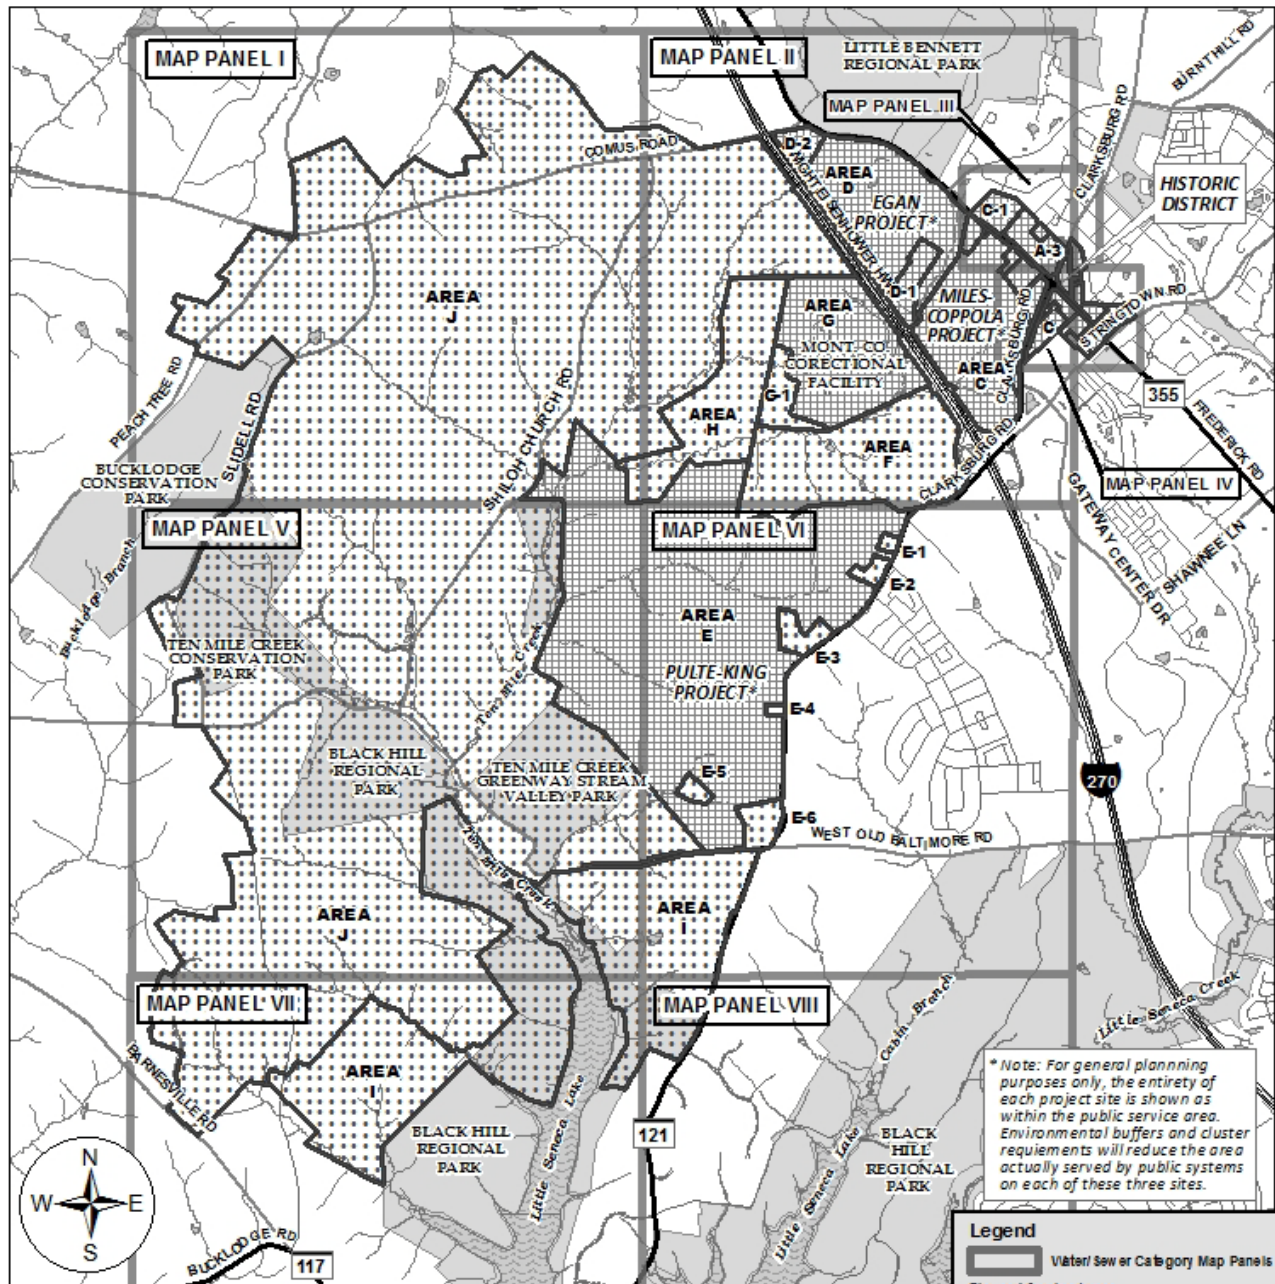 MAP PANEL I
MAP PANEL II
LITTLE BENNETT
REGIONAL PARK
BURNT HILL RD
MAP PANEL III
CLARKSBURG RD
COMUS ROAD
D-2
AREA
D
EGAN
PROJECT*
HISTORIC
DISTRICT
C-1
A-3
AREA
J
D-1
MILES-
COPPOLA
PROJECT*
CLARKSBURG RD
STRINGTOWN RD
C
AREA
G
MONT. CO
CORECTIONAL
FACILITY
AREA
C
PEACH TREE RD
SLIDELL RD
SHILOH CHURCH RD
G-1
AREA
H
AREA
F
355
FREDERICK RD
CLARKSBURG RD
MAP PANEL IV
BUCKLODGE
CONSERVATION
PARK
MAP PANEL V
MAP PANEL VI
GATEWAY CENTER DR
SHAWNEE LN
Bucklodge Branch
E-1
E-2
AREA
E
E-3
PULTE-KING
PROJECT*
TEN MILE CREEK
CONSERVATION
PARK
Ten Mile Creek
E-4
BLACK HILL
REGIONAL
PARK
TEN MILE CREEK
GREENWAY STREAM
VALLEY PARK
E-5
270
E-6
WEST OLD BALTIMORE RD
Ten Mile Creek
AREA
J
AREA
I
MAP PANEL VII
MAP PANEL VIII
Cabin Branch
Little Seneca Creek
BARNESVILLE RD
AREA
I
Little Seneca Lake
121
BLACK HILL
REGIONAL
PARK
BLACK
HILL
REGIONAL
PARK
Little Seneca Lake
* Note: For general plannning
purposes only, the entirety of
each project site is shown as
within the public service area.
Environmental buffers and cluster
requiements will reduce the area
actually served by public systems
on each of these three sites.
N
W
E
S
BUCKLODGE RD
117
Legend
Water/Sewer Category Map Panels